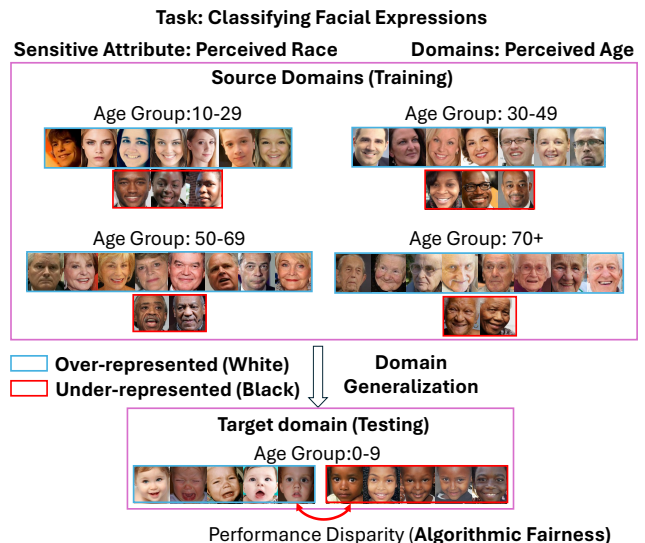 Task: Classifying Facial Expressions
Sensitive Attribute: Perceived Race Domains: Perceived Age
Source Domains (Training)
Age Group:10-29 Age Group: 30-49
Age Group: 50-69 Age Group: 70+
Over-represented (White)
Under-represented (Black)
Domain
Generalization
Target domain (Testing)
Age Group:0-9
Performance Disparity (Algorithmic Fairness)